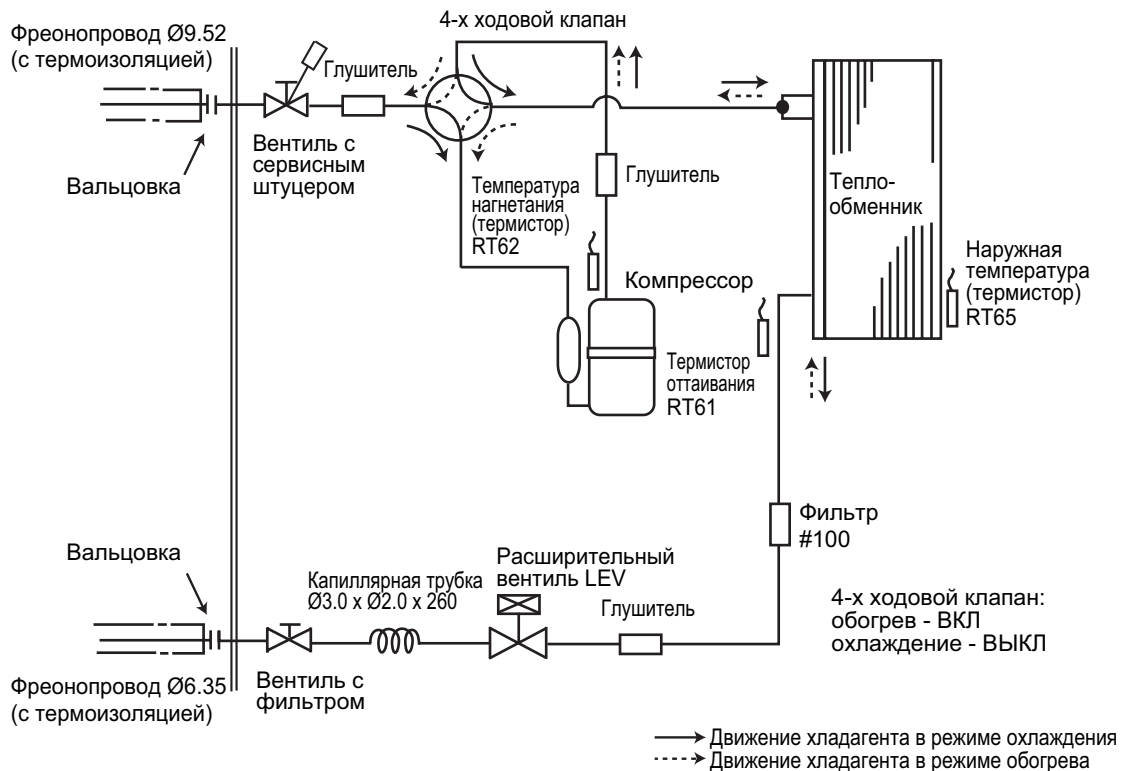 4-х ходовой клапан
Фреонопровод Ø9.52
(с термоизоляцией)
Глушитель
Вальцовка
Вентиль с
сервисным
штуцером
Температура
нагнетания
(термистор)
RT62
Глушитель
Тепло-
обменник
Компрессор
Наружная
температура
(термистор)
RT65
Термистор
оттаивания
RT61
Фильтр
#100
Вальцовка
Капиллярная трубка
Ø3.0 x Ø2.0 x 260
Расширительный
вентиль LEV
Глушитель
4-х ходовой клапан:
обогрев - ВКЛ
охлаждение - ВЫКЛ
Фреонопровод Ø6.35
(с термоизоляцией)
Вентиль с
фильтром
Движение хладагента в режиме охлаждения
Движение хладагента в режиме обогрева